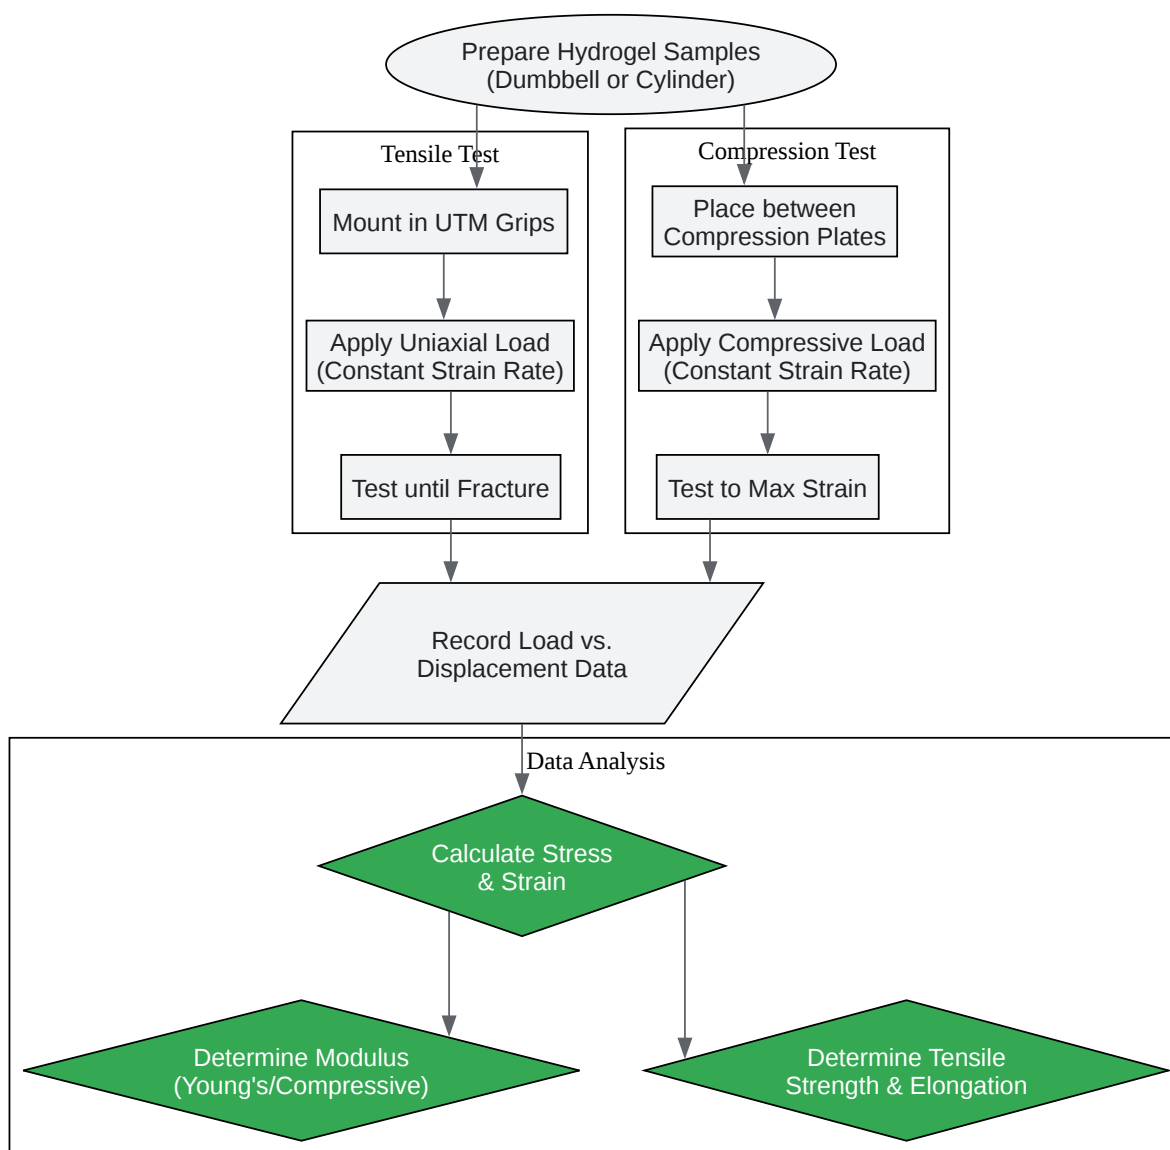 Prepare Hydrogel Samples
(Dumbbell or Cylinder)
Tensile Test
Mount in UTM Grips
Apply Uniaxial Load
(Constant Strain Rate)
Test until Fracture
Compression Test
Place between
Compression Plates
Apply Compressive Load
(Constant Strain Rate)
Test to Max Strain
Record Load vs.
Displacement Data
Data Analysis
Calculate Stress
& Strain
Determine Modulus
(Young's/Compressive)
Determine Tensile
Strength & Elongation